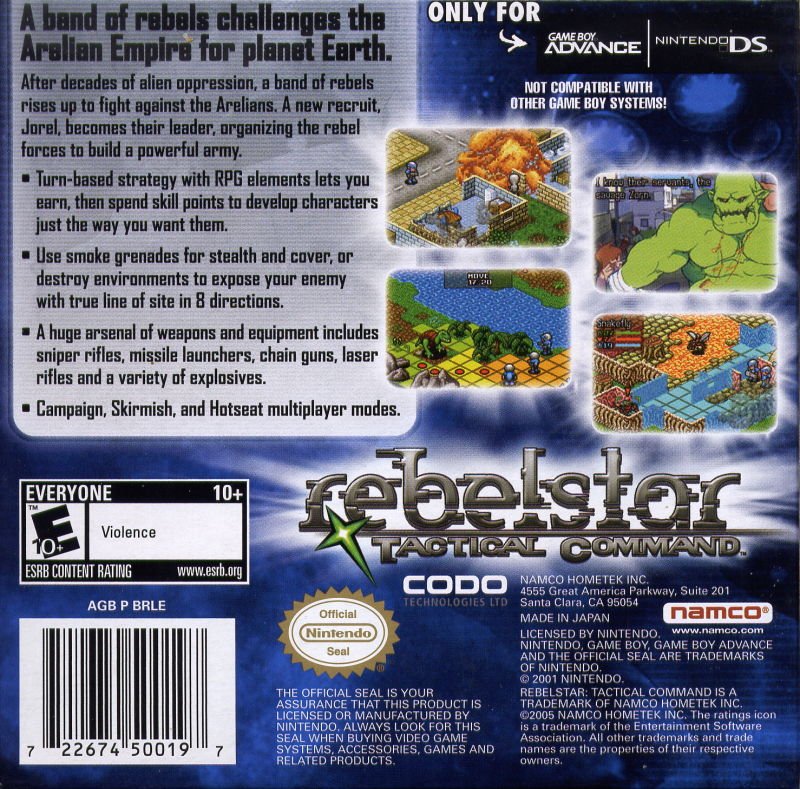 A band of rebels challenges the
Arelian Empire for planet Earth.
After decades of alien oppression, a band of rebels
rises up to fight against the Arelians. A new recruit,
Jorel, becomes their leader, organizing the rebel
forces to build a powerful army.
▪ Turn-based strategy with RPG elements lets you
earn, then spend skill points to develop characters
just the way you want them.
▪ Use smoke grenades for stealth and cover, or
destroy environments to expose your enemy
with true line of site in 8 directions.
▪ A huge arsenal of weapons and equipment includes
sniper rifles, missile launchers, chain guns, laser
rifles and a variety of explosives.
▪ Campaign, Skirmish, and Hotseat multiplayer modes.
ONLY FOR
GAME BOY
ADVANCE
NINTENDO DS™
NOT COMPATIBLE WITH
OTHER GAME BOY SYSTEMS!
I know their servants, the
savage Zorn.
MOVE
17-20
Snakefly
rebelstar
TACTICAL COMMAND™
EVERYONE 10+
™
E
10+
Violence
ESRB CONTENT RATING www.esrb.org
AGB P BRLE
7 22674 50019 7
Official
Nintendo
Seal
®
THE OFFICIAL SEAL IS YOUR
ASSURANCE THAT THIS PRODUCT IS
LICENSED OR MANUFACTURED BY
NINTENDO. ALWAYS LOOK FOR THIS
SEAL WHEN BUYING VIDEO GAME
SYSTEMS, ACCESSORIES, GAMES AND
RELATED PRODUCTS.
CODO
TECHNOLOGIES LTD
NAMCO HOMETEK INC.
4555 Great America Parkway, Suite 201
Santa Clara, CA 95054
MADE IN JAPAN
namco®
www.namco.com
LICENSED BY NINTENDO.
NINTENDO, GAME BOY, GAME BOY ADVANCE
AND THE OFFICIAL SEAL ARE TRADEMARKS
OF NINTENDO.
© 2001 NINTENDO.
REBELSTAR: TACTICAL COMMAND IS A
TRADEMARK OF NAMCO HOMETEK INC.
©2005 NAMCO HOMETEK INC. The ratings icon
is a trademark of the Entertainment Software
Association. All other trademarks and trade
names are the properties of their respective
owners.